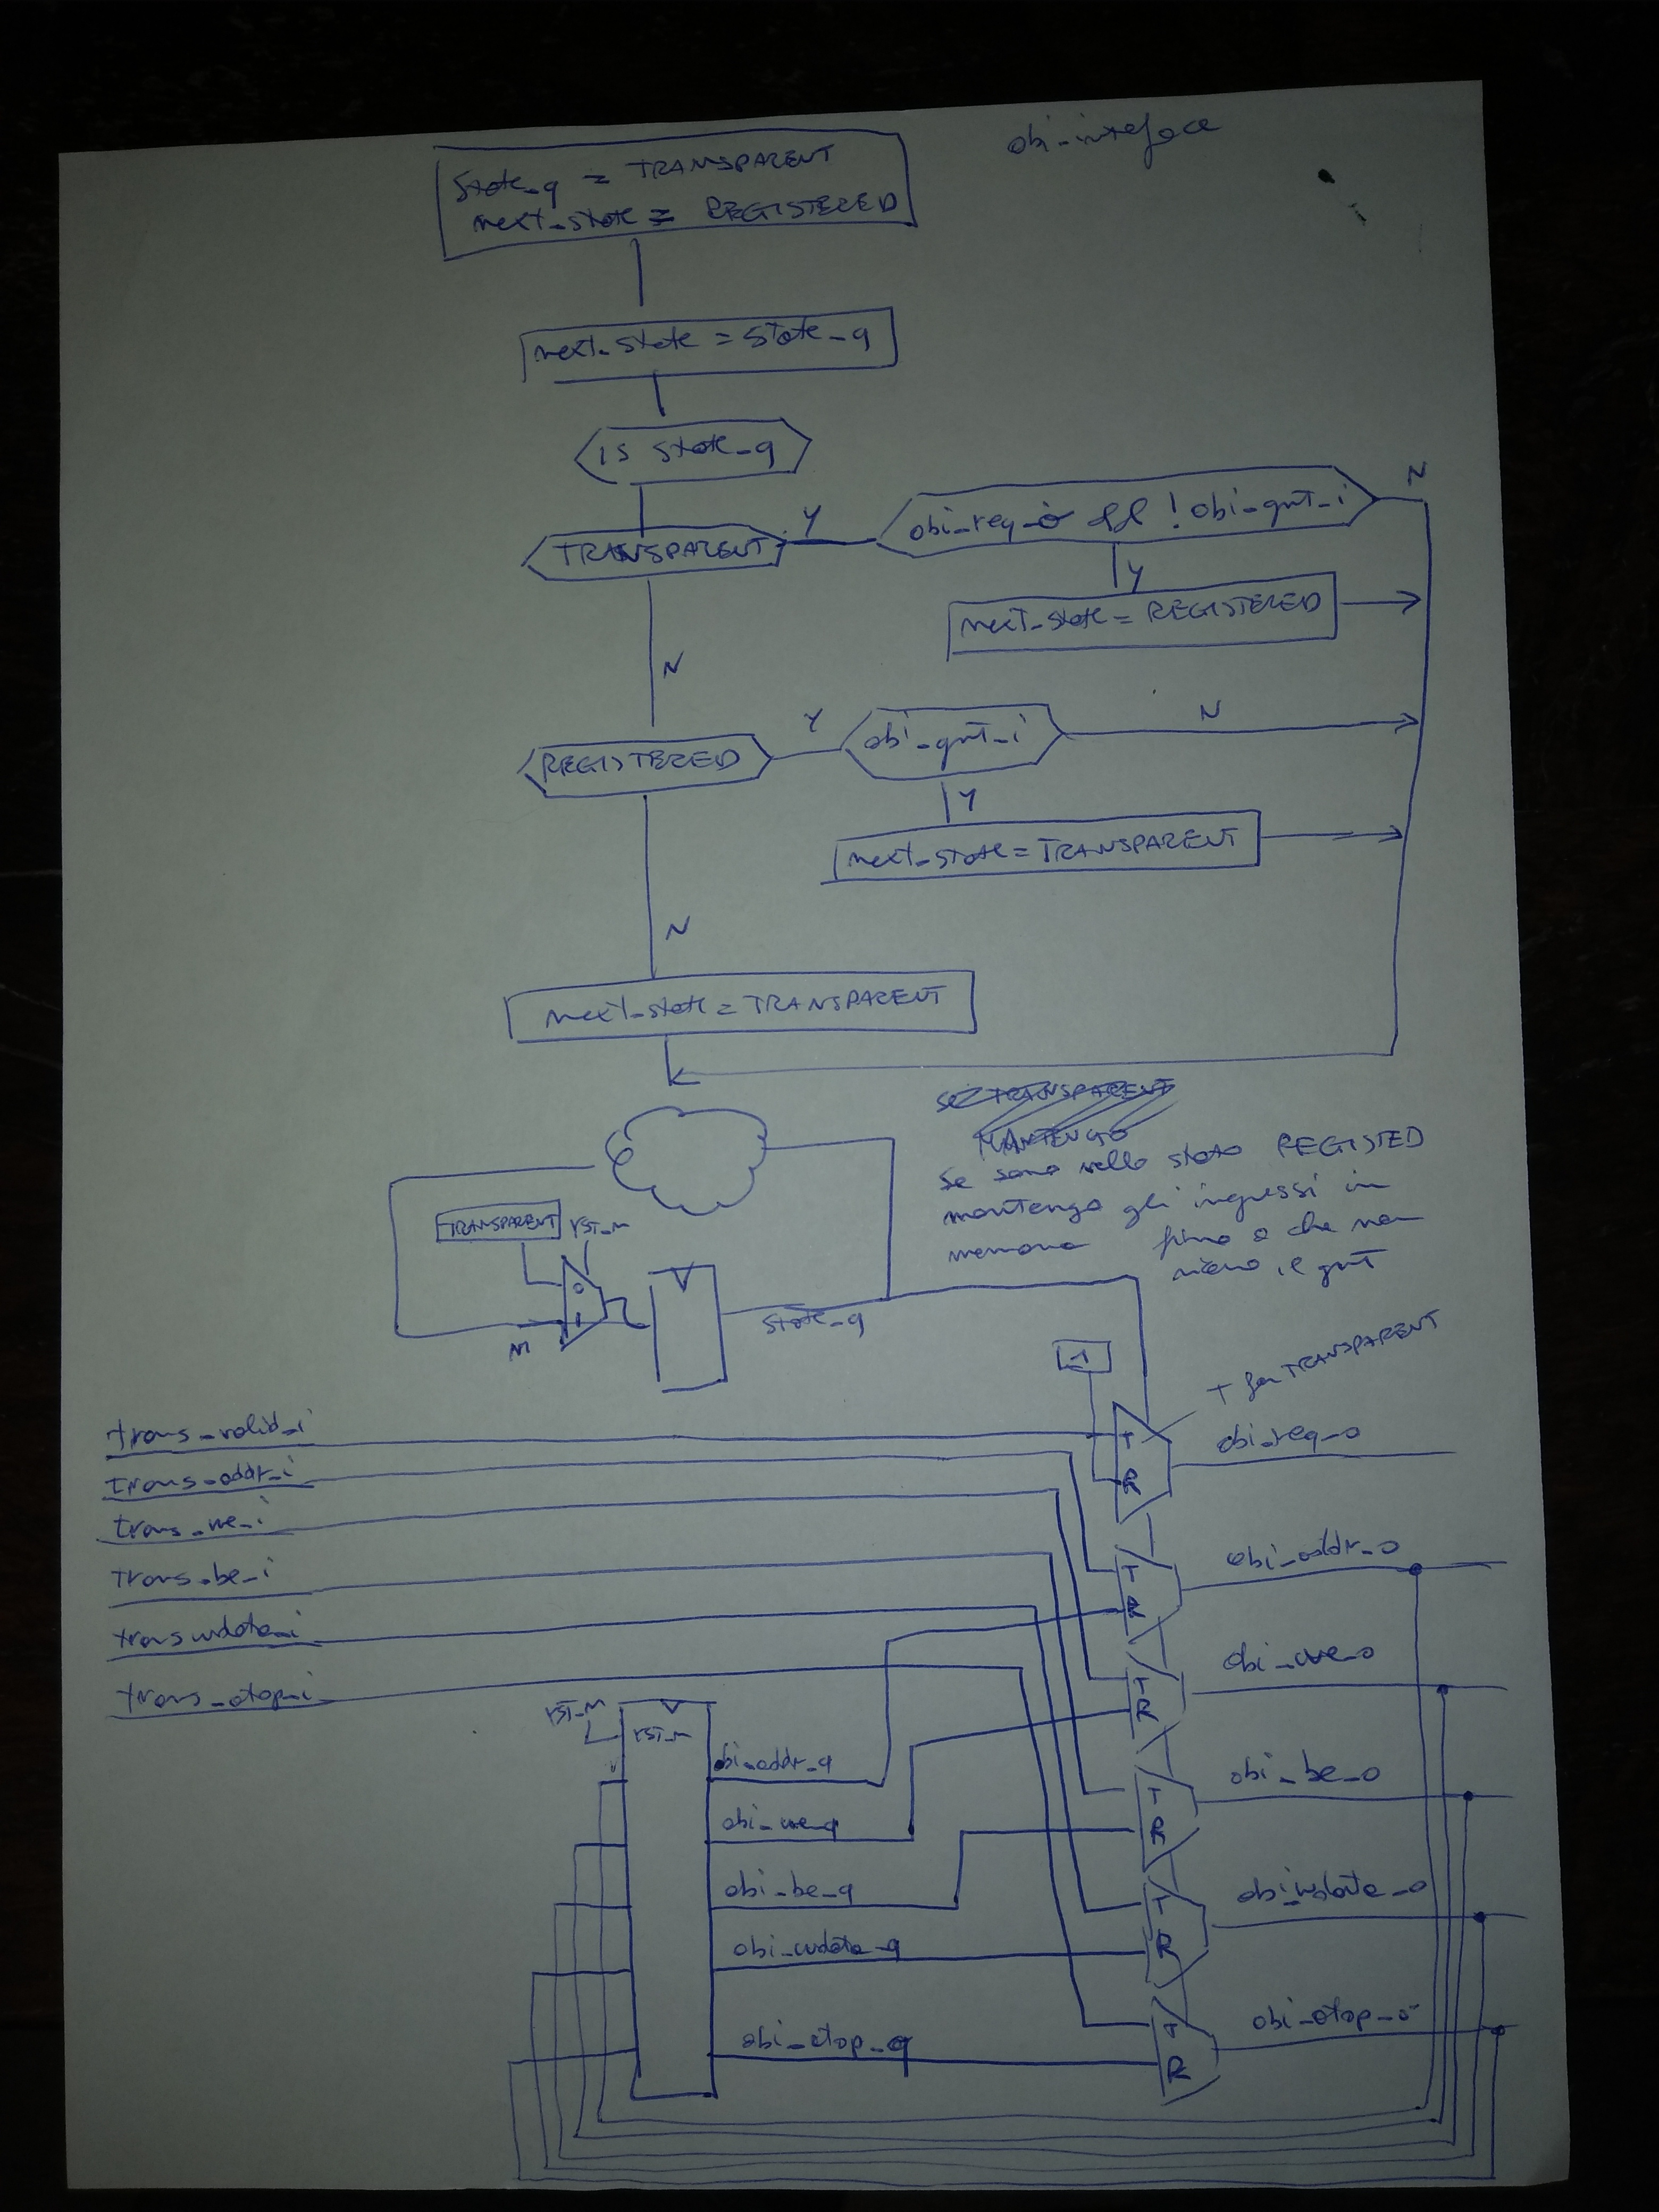 obi_inteface
state_q = TRANSPARENT
next_state = REGISTERED
next_state = state_q
is state_q
TRANSPARENT
Y
obi_req_o && ! obi_gnt_i
N
Y
next_state = REGISTERED
N
REGISTERED
Y
obi_gnt_i
N
Y
next_state = TRANSPARENT
N
next_state = TRANSPARENT
SE TRANSPARENT
MANTENGO
se sono nello stato REGISTED
mantengo gli ingressi in
memoria fino a che non
il gnt
TRANSPARENT
rst_n
0
1
state_q
1
T for TRANSPARENT
trans_valid_i
T
R
obi_req_o
trans_addr_i
trans_we_i
trans_be_i
trans_wdata_i
trans_atop_i
T
R
obi_addr_o
T
R
obi_we_o
rst_n
rst_n
obi_addr_q
T
R
obi_be_o
obi_we_q
obi_be_q
T
R
obi_wdata_o
obi_wdata_q
obi_atop_q
T
R
obi_atop_o